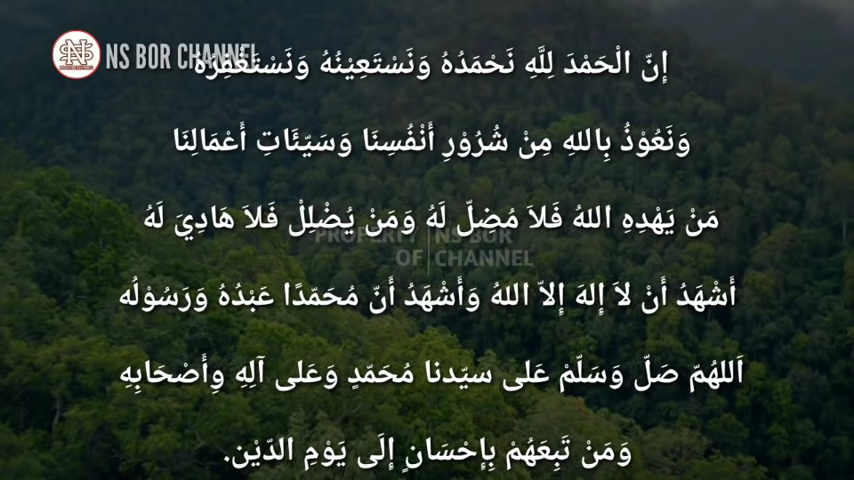 NS BOR CHANNEL
إِنّ الْحَمْدَ لِلَّهِ نَحْمَدُهُ وَنَسْتَعِيْنُهُ وَنَسْتَغْفِرُهُ
وَنَعُوْذُ بِاللهِ مِنْ شُرُوْرِ أَنْفُسِنَا وَسَيّئَاتِ أَعْمَالِنَا
مَنْ يَهْدِهِ اللهُ فَلاَ مُضِلّ لَهُ وَمَنْ يُضْلِلْ فَلاَ هَادِيَ لَهُ
PROPERTY OF
NS BOR CHANNEL
أَشْهَدُ أَنْ لاَ إِلهَ إِلاّ اللهُ وَأَشْهَدُ أَنّ مُحَمّدًا عَبْدُهُ وَرَسُوْلُه
اَللهُمّ صَلّ وَسَلّمْ عَلى سيّدنا مُحَمّدٍ وَعَلى آلِهِ وِأَصْحَابِهِ
وَمَنْ تَبِعَهُمْ بِإِحْسَانٍ إِلَى يَوْمِ الدّيْن.